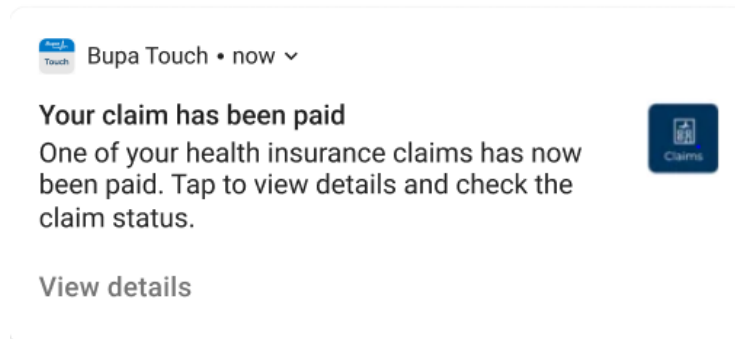 Touch
Bupa Touch • now
Your claim has been paid
One of your health insurance claims has now
been paid. Tap to view details and check the
claim status.
Claims
View details